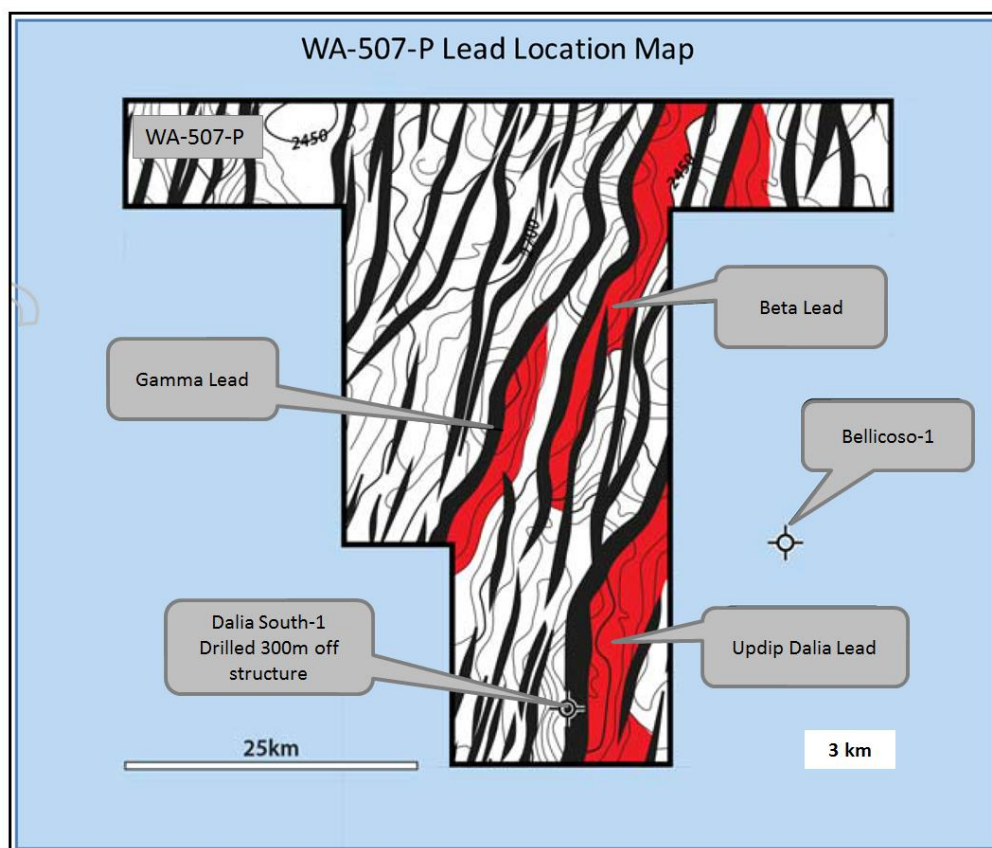 WA-507-P Lead Location Map
WA-507-P
2450
2450
2700
Beta Lead
Gamma Lead
Bellicoso-1
Dalia South-1
Drilled 300m off
structure
Updip Dalia Lead
25km
3 km